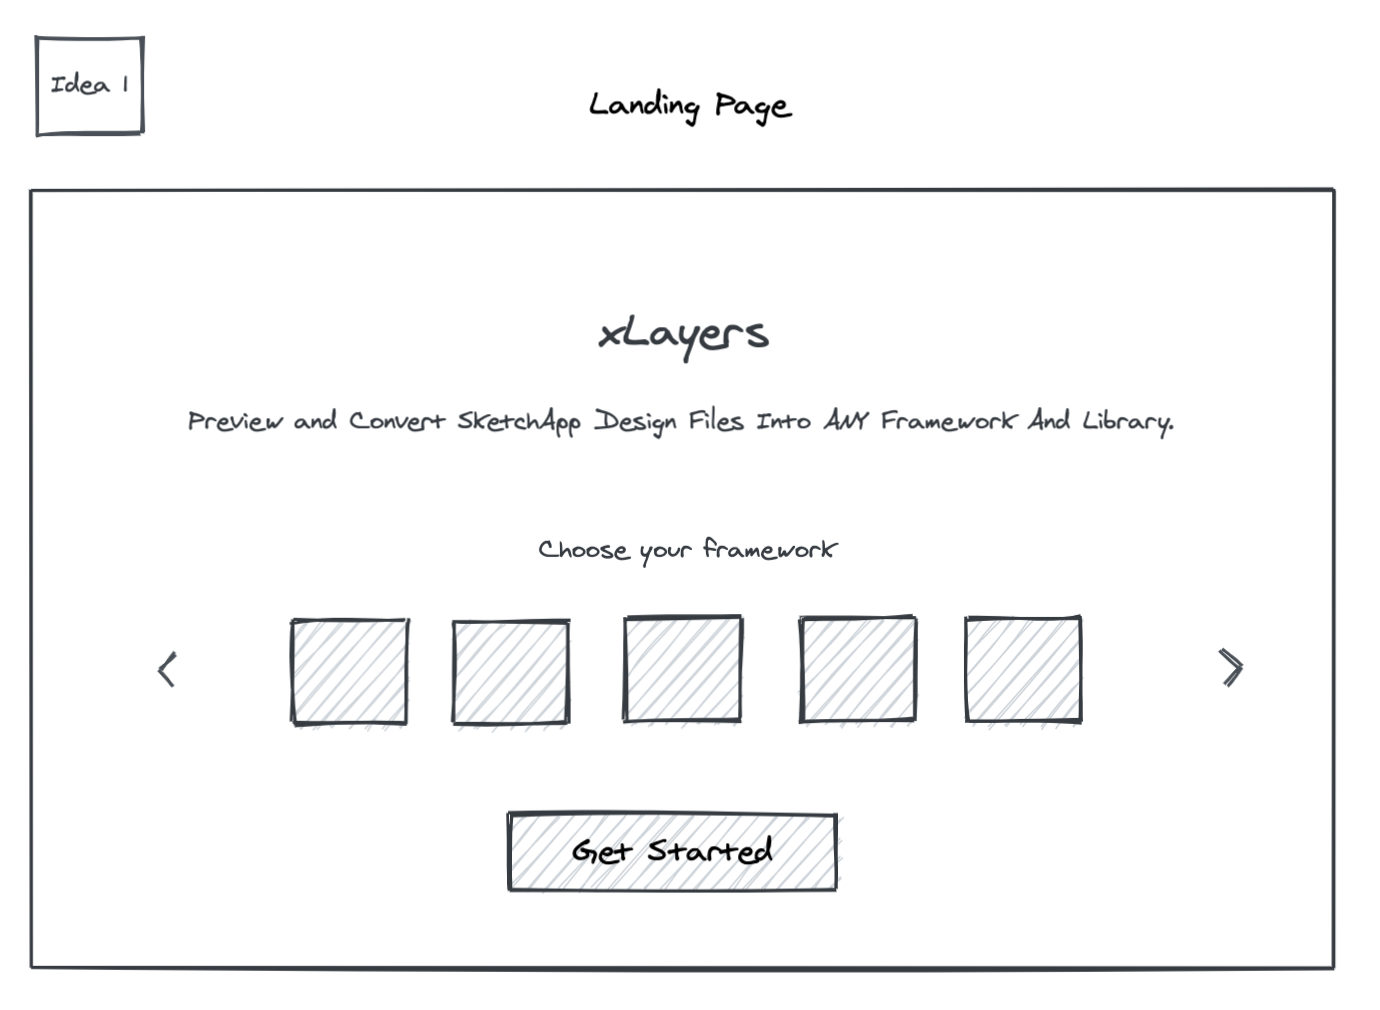 Idea 1
Landing Page
xLayers
Preview and Convert SketchApp Design Files Into ANY Framework And Library.
Choose your framework
Get Started